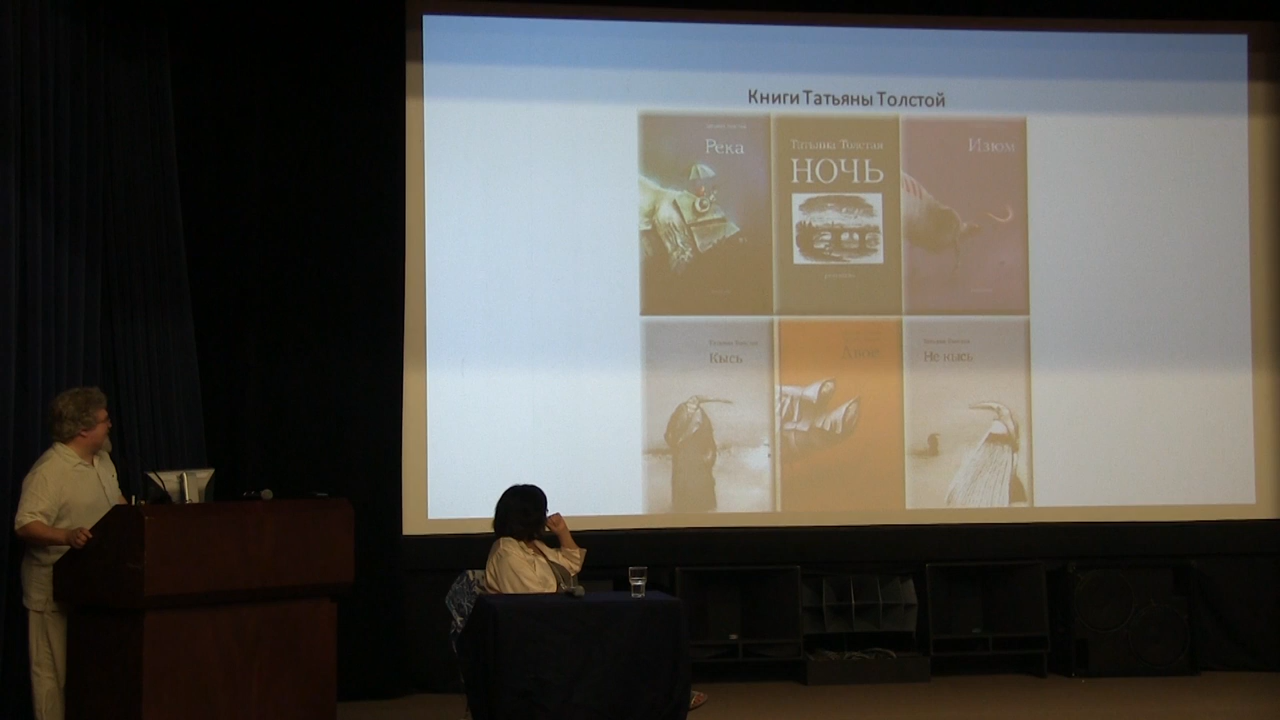 Книги Татьяны Толстой
Река
Татьяна Толстая
НОЧЬ
Изюм
Кысь
Двое
Не кысь